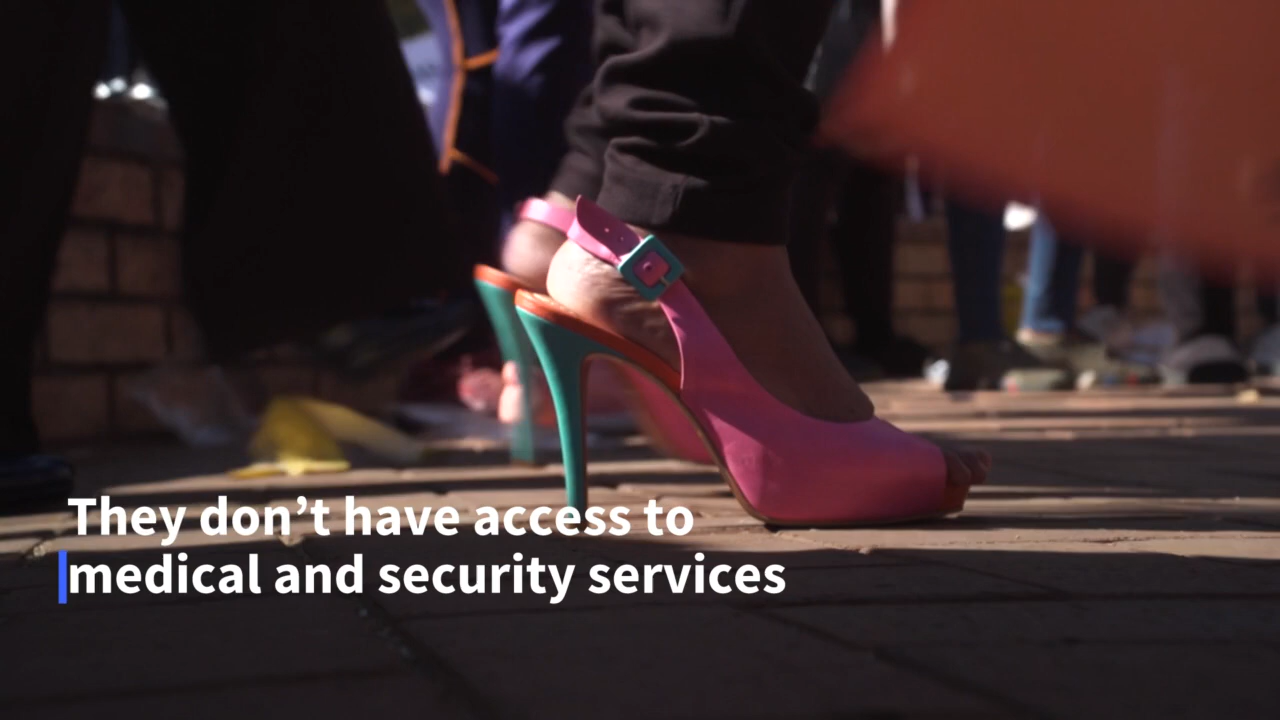 They don’t have access to
medical and security services